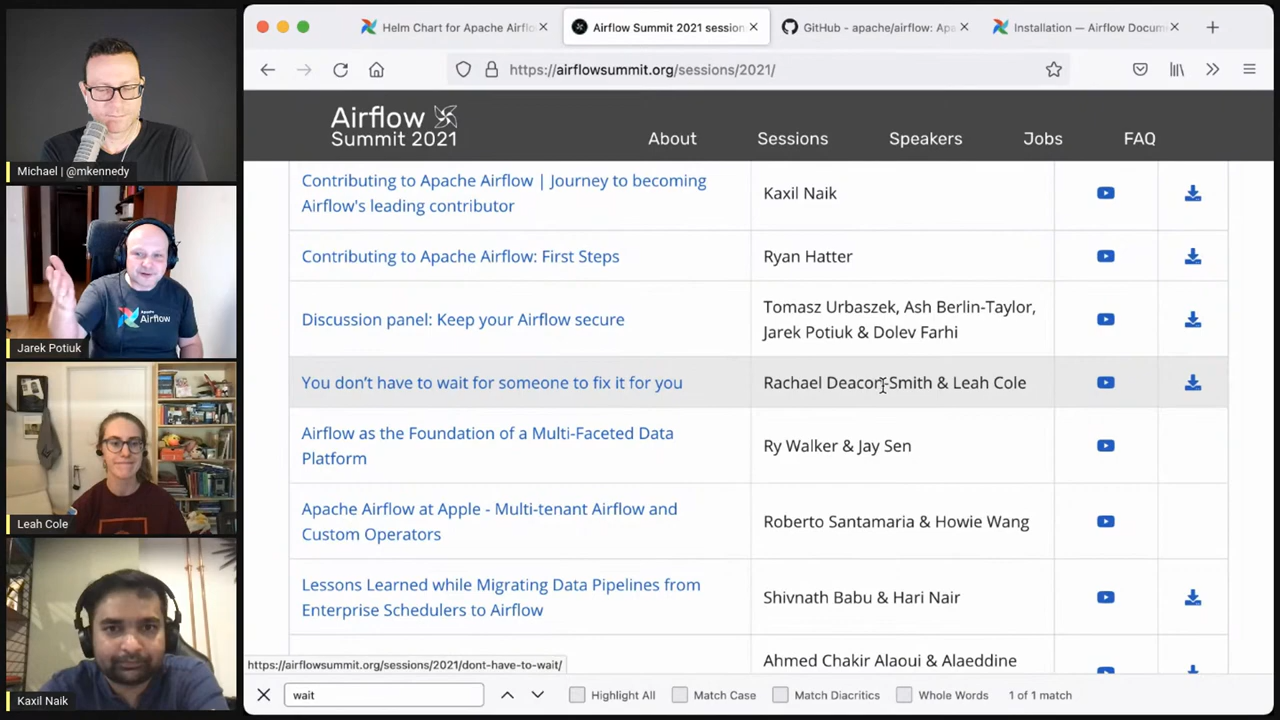 Michael | @mkennedy
Jarek Potiuk
Apache
Airflow
Leah Cole
Kaxil Naik
Helm Chart for Apache Airflo
Airflow Summit 2021 session
GitHub - apache/airflow: Apa
Installation — Airflow Docum
https://airflowsummit.org/sessions/2021/
Airflow
Summit 2021
About
Sessions
Speakers
Jobs
FAQ
Contributing to Apache Airflow | Journey to becoming
Airflow's leading contributor
Kaxil Naik
Contributing to Apache Airflow: First Steps
Ryan Hatter
Discussion panel: Keep your Airflow secure
Tomasz Urbaszek, Ash Berlin-Taylor,
Jarek Potiuk & Dolev Farhi
You don’t have to wait for someone to fix it for you
Rachael Deacon-Smith & Leah Cole
Airflow as the Foundation of a Multi-Faceted Data
Platform
Ry Walker & Jay Sen
Apache Airflow at Apple - Multi-tenant Airflow and
Custom Operators
Roberto Santamaria & Howie Wang
Lessons Learned while Migrating Data Pipelines from
Enterprise Schedulers to Airflow
Shivnath Babu & Hari Nair
Ahmed Chakir Alaoui & Alaeddine
https://airflowsummit.org/sessions/2021/dont-have-to-wait/
wait
Highlight All
Match Case
Match Diacritics
Whole Words
1 of 1 match